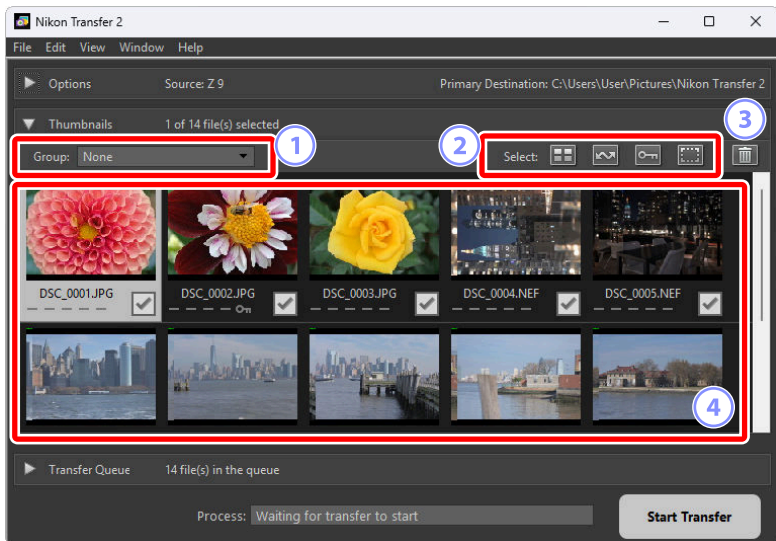 Nikon Transfer 2
File Edit View Window Help
Options Source: Z 9 Primary Destination: C:\Users\User\Pictures\Nikon Transfer 2
Thumbnails 1 of 14 file(s) selected
1 2 3
Group: None Select:
DSC_0001.JPG DSC_0002.JPG DSC_0003.JPG DSC_0004.NEF DSC_0005.NEF
4
Transfer Queue 14 file(s) in the queue
Process: Waiting for transfer to start Start Transfer